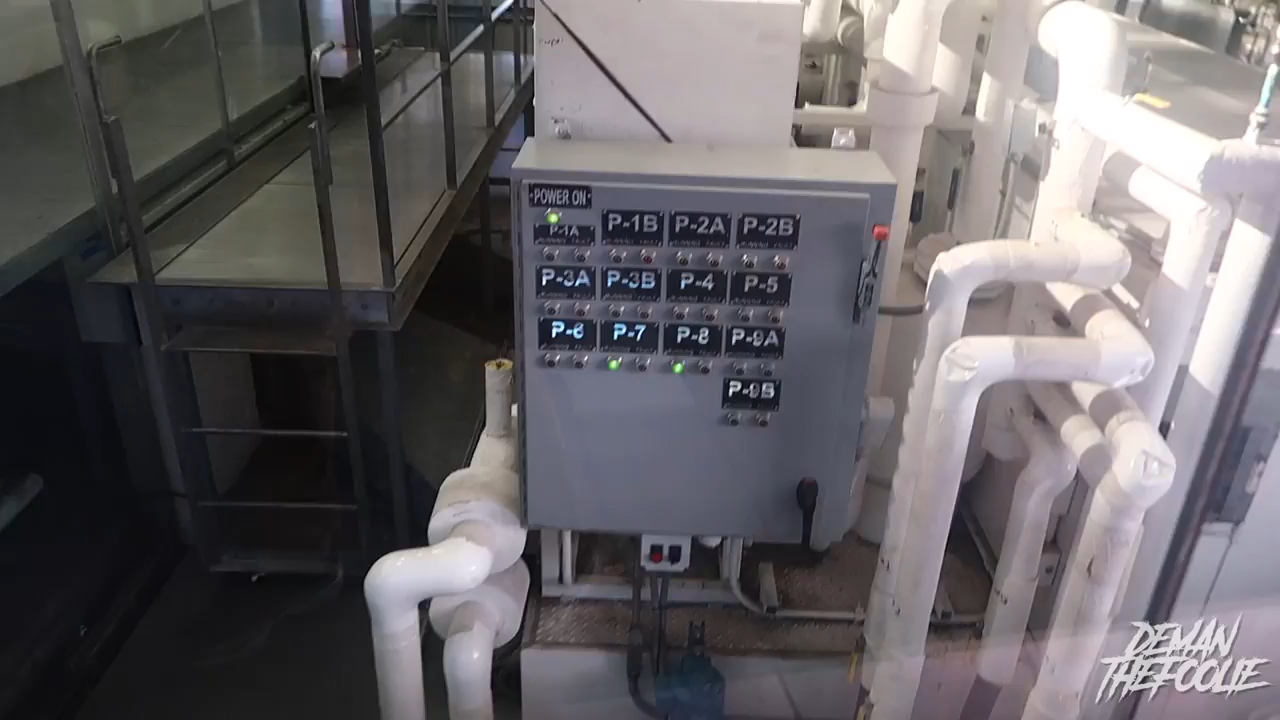 POWER ON
P-1A P-1B P-2A P-2B
P-3A P-3B P-4 P-5
P-6 P-7 P-8 P-9A
P-9B
DEMAN
THEFOOLIE